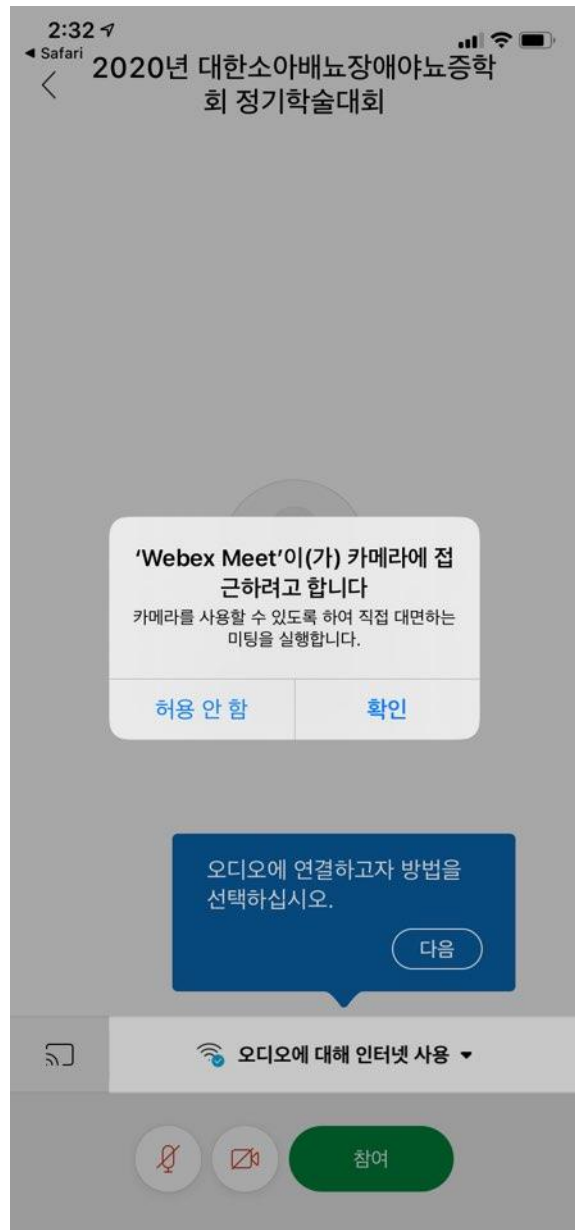 2:32
◀ Safari
2020년 대한소아배뇨장애야뇨증학
회 정기학술대회
‘Webex Meet’이(가) 카메라에 접
근하려고 합니다
카메라를 사용할 수 있도록 하여 직접 대면하는
미팅을 실행합니다.
허용 안 함
확인
오디오에 연결하고자 방법을
선택하십시오.
다음
오디오에 대해 인터넷 사용
참여